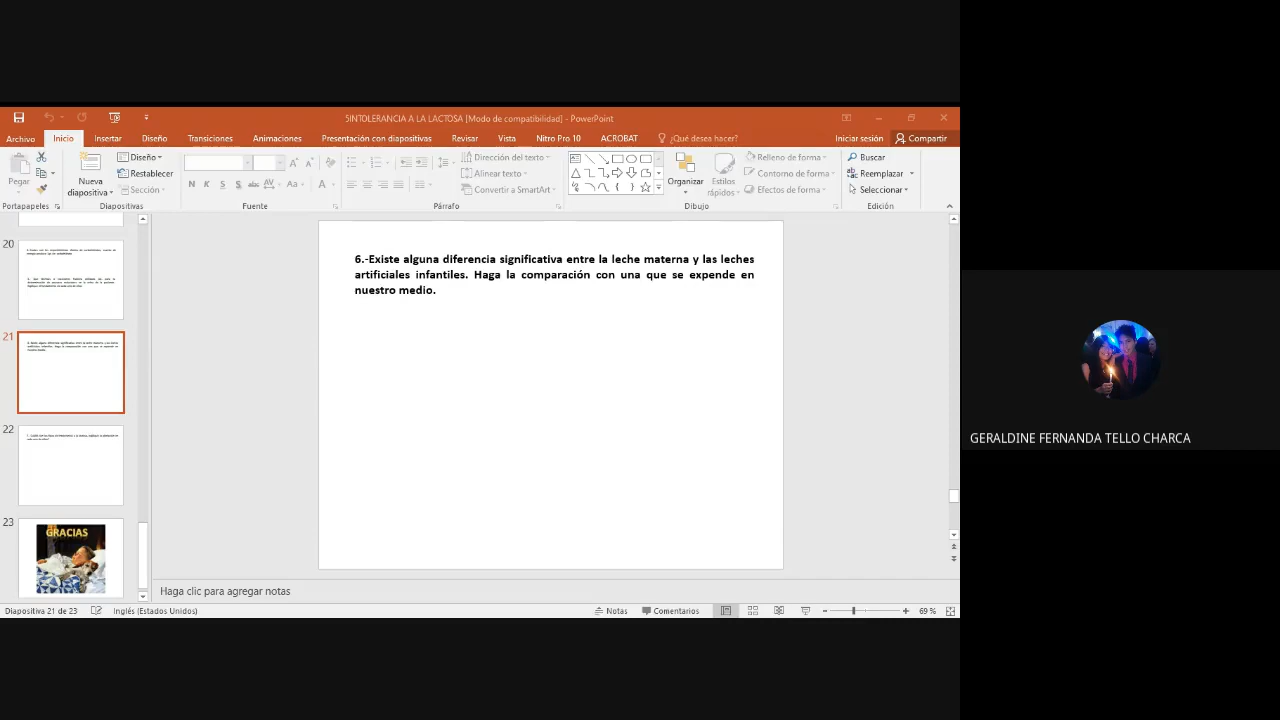 5INTOLERANCIA A LA LACTOSA [Modo de compatibilidad] - PowerPoint
Archivo Inicio Insertar Diseño Transiciones Animaciones Presentación con diapositivas Revisar Vista Nitro Pro 10 ACROBAT ¿Qué desea hacer? Iniciar sesión Compartir
Pegar
Nueva diapositiva
Diseño
Restablecer
Sección
N K S S abc AV Aa A
Dirección del texto
Alinear texto
Convertir a SmartArt
Organizar
Estilos rápidos
Relleno de forma
Contorno de forma
Efectos de forma
Buscar
Reemplazar
Seleccionar
Portapapeles Diapositivas Fuente Párrafo Dibujo Edición
20
21
22
23
GRACIAS
6.-Existe alguna diferencia significativa entre la leche materna y las leches
artificiales infantiles. Haga la comparación con una que se expende en
nuestro medio.
GERALDINE FERNANDA TELLO CHARCA
Haga clic para agregar notas
Diapositiva 21 de 23 Inglés (Estados Unidos) Notas Comentarios 69 %